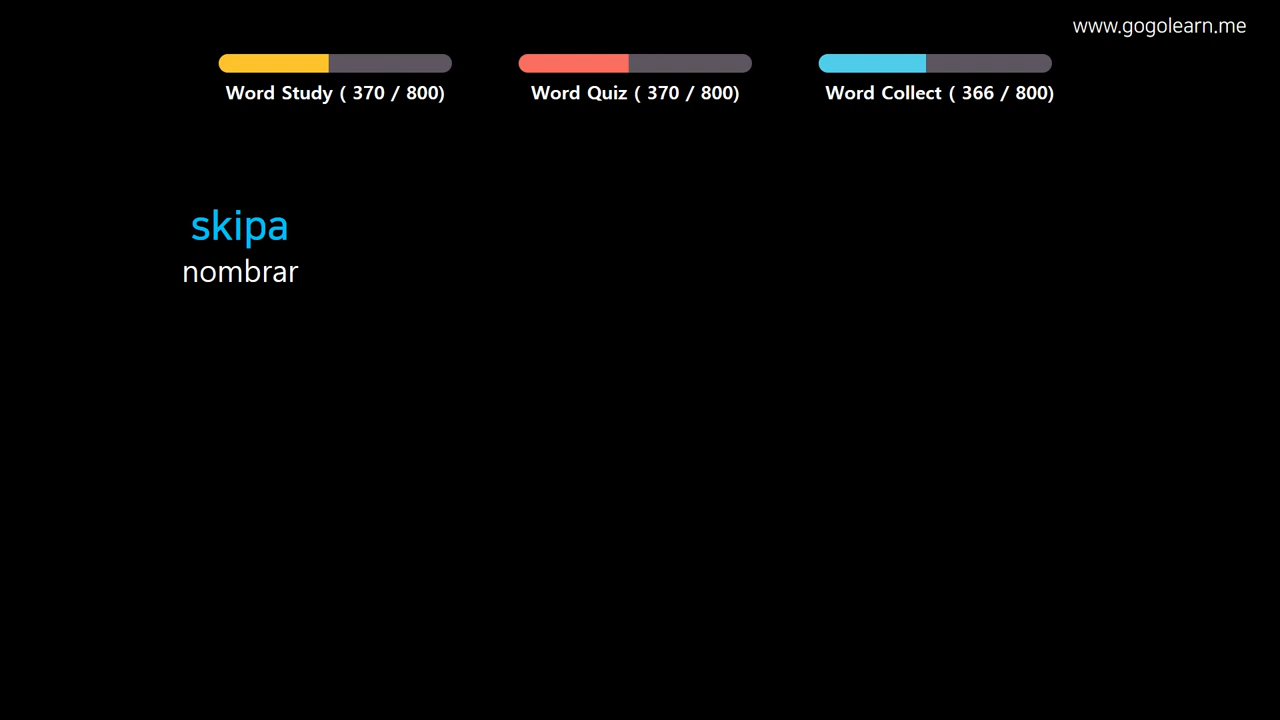 www.gogolearn.me
Word Study ( 370 / 800)
Word Quiz ( 370 / 800)
Word Collect ( 366 / 800)
skipa
nombrar